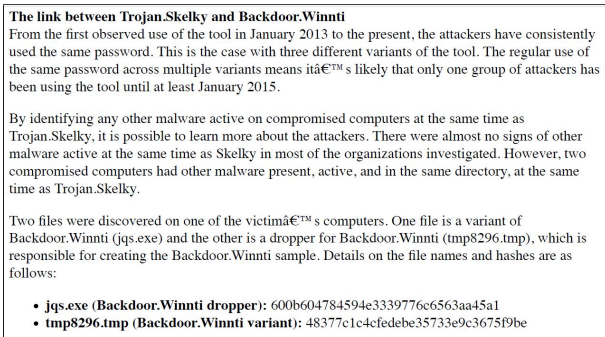 The link between Trojan.Skelky and Backdoor.Winnti
From the first observed use of the tool in January 2013 to the present, the attackers have consistently
used the same password. This is the case with three different variants of the tool. The regular use of
the same password across multiple variants means itâ€™s likely that only one group of attackers has
been using the tool until at least January 2015.
By identifying any other malware active on compromised computers at the same time as
Trojan.Skelky, it is possible to learn more about the attackers. There were almost no signs of other
malware active at the same time as Skelky in most of the organizations investigated. However, two
compromised computers had other malware present, active, and in the same directory, at the same
time as Trojan.Skelky.
Two files were discovered on one of the victimâ€™s computers. One file is a variant of
Backdoor.Winnti (jqs.exe) and the other is a dropper for Backdoor.Winnti (tmp8296.tmp), which is
responsible for creating the Backdoor.Winnti sample. Details on the file names and hashes are as
follows:
• jqs.exe (Backdoor.Winnti dropper): 600b604784594e3339776c6563aa45a1
• tmp8296.tmp (Backdoor.Winnti variant): 48377c1c4cfedebe35733e9c3675f9be